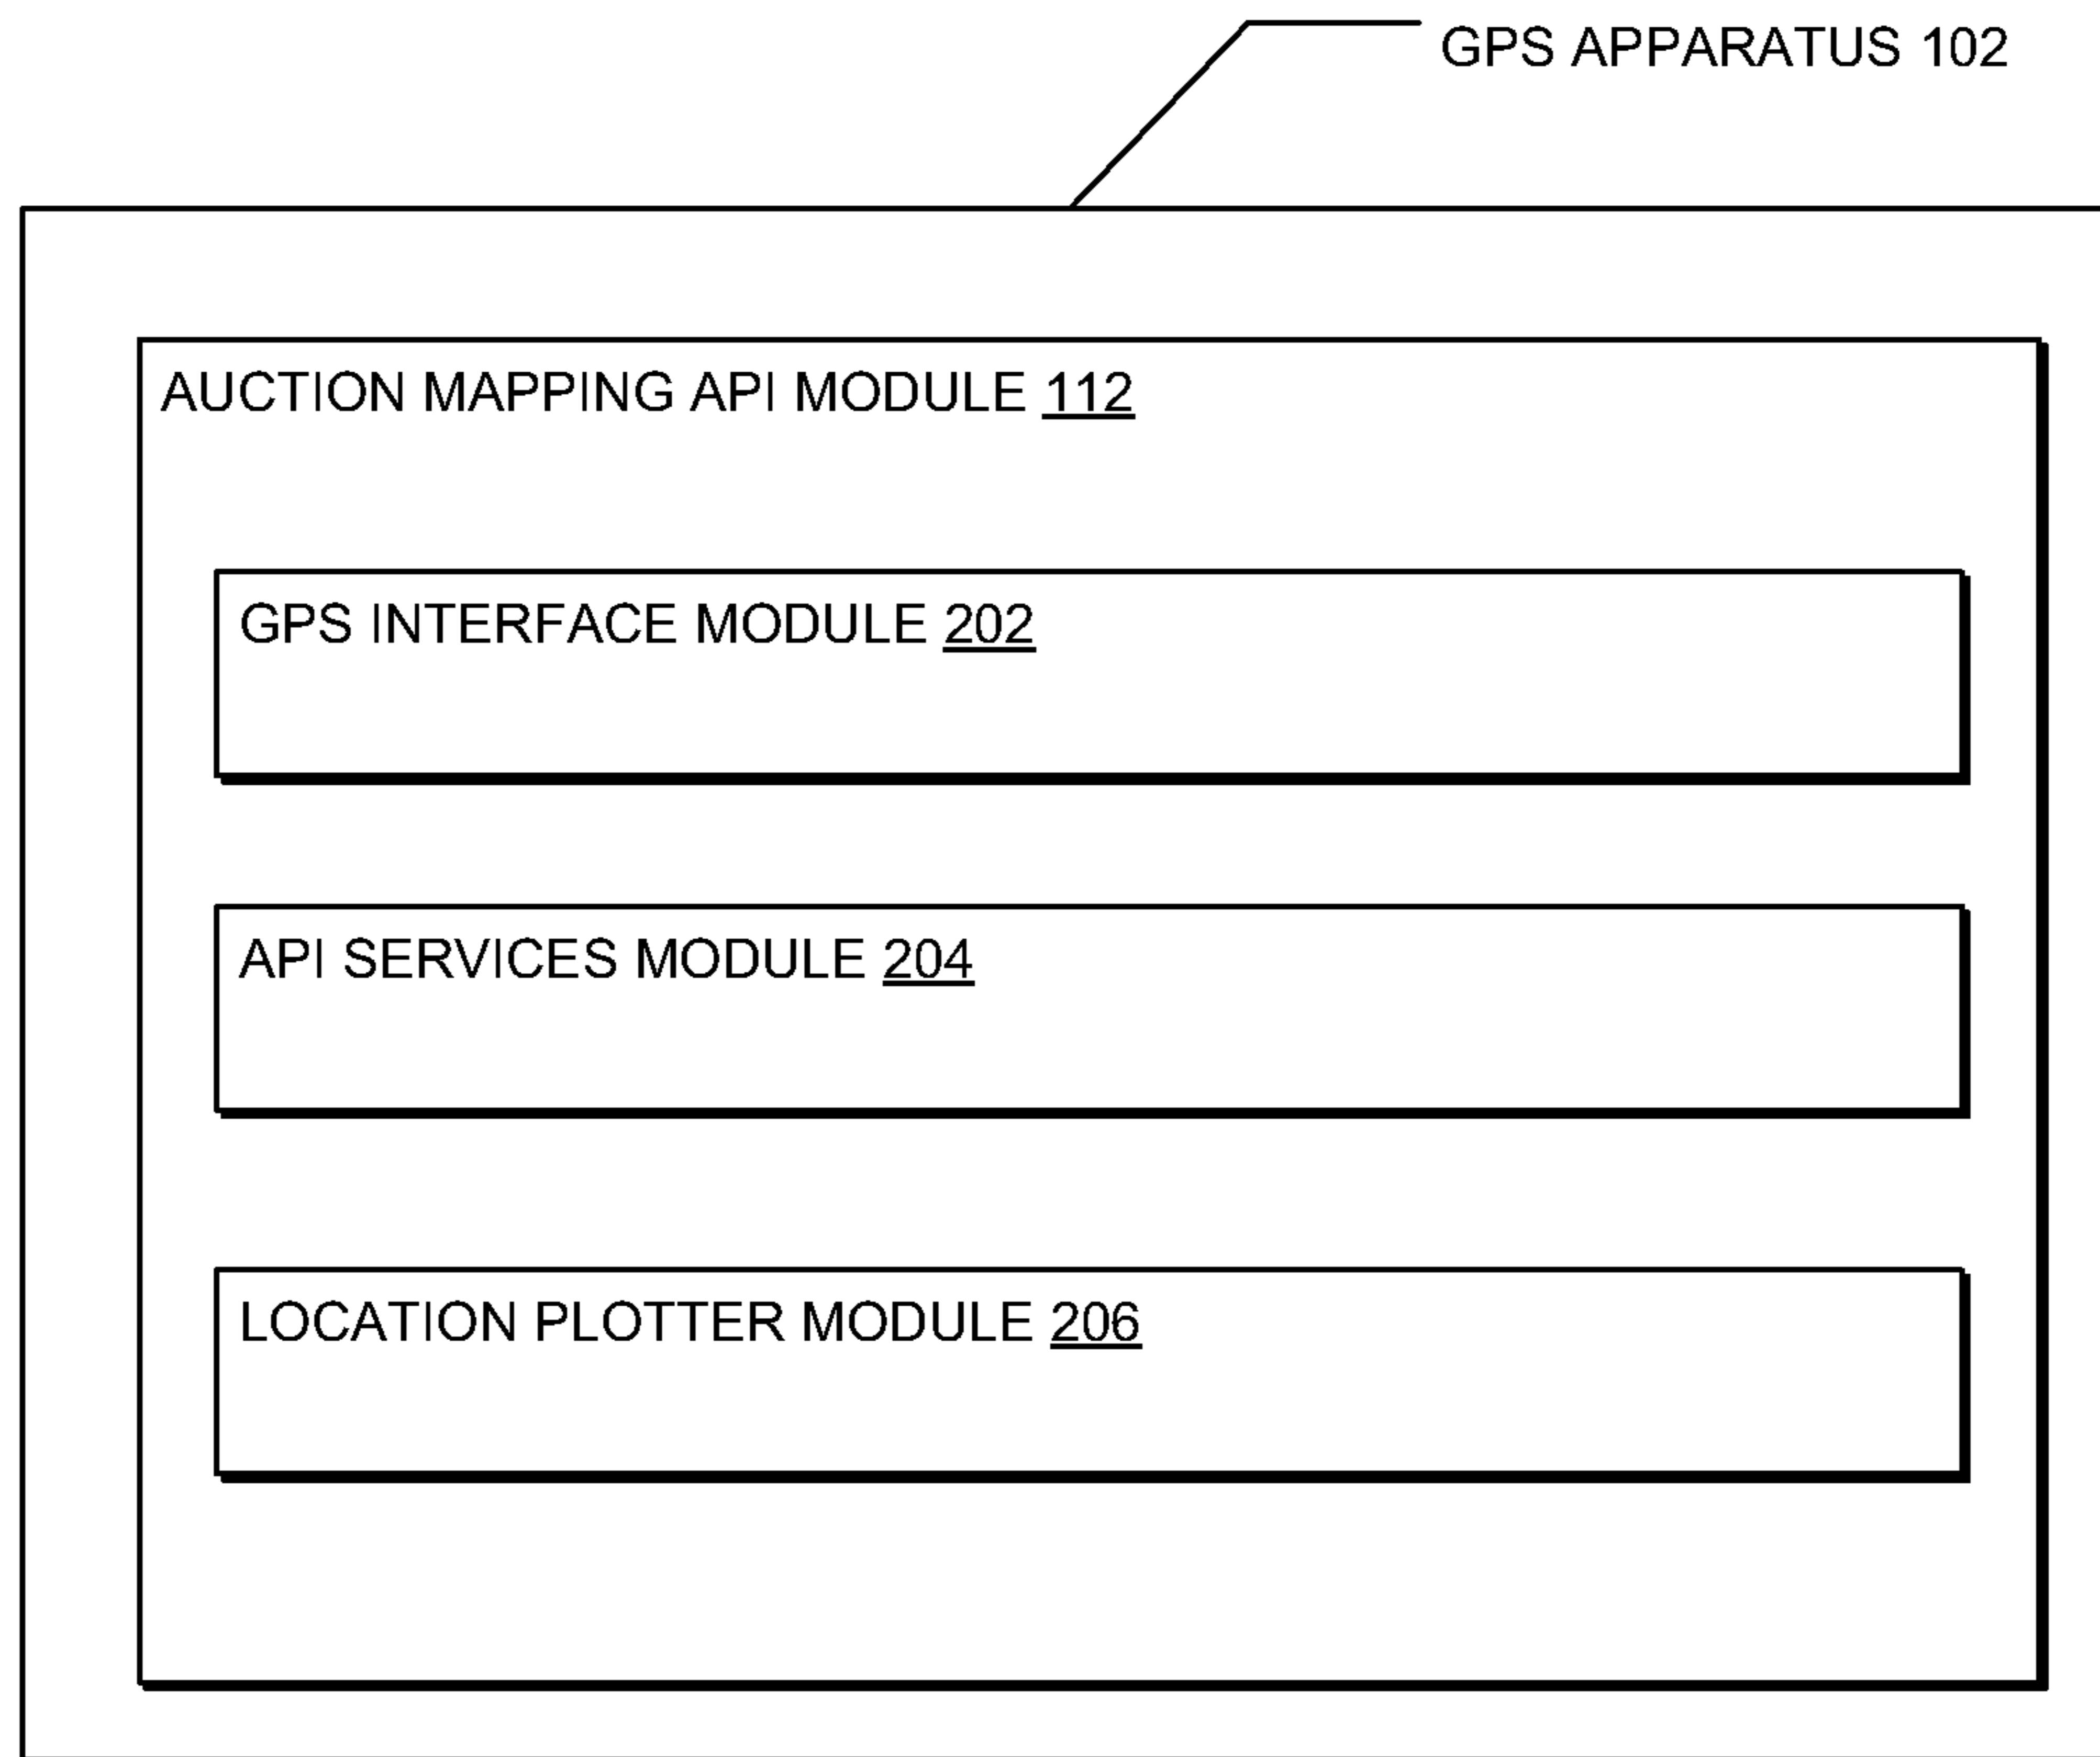 GPS APPARATUS 102
AUCTION MAPPING API MODULE 112
GPS INTERFACE MODULE 202
API SERVICES MODULE 204
LOCATION PLOTTER MODULE 206